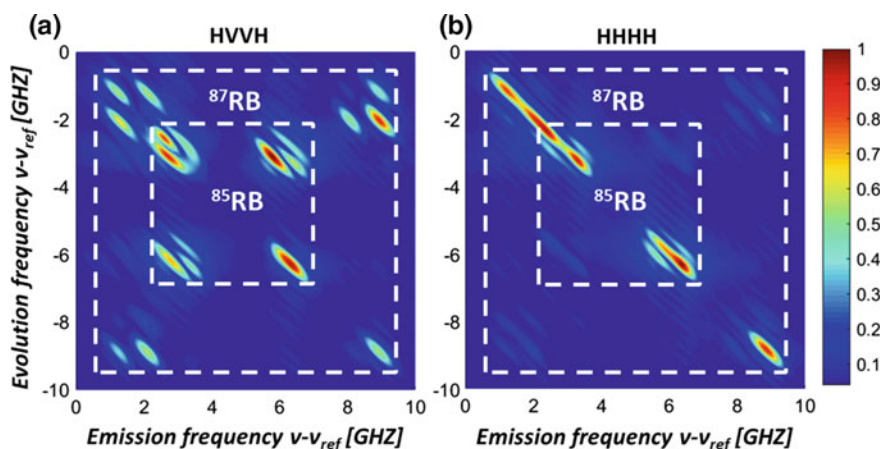 (a) HVVH
(b) HHHH
0
-2
-4
-6
-8
-10
Evolution frequency ν-ν_ref [GHZ]
⁸⁷RB
⁸⁵RB
0 2 4 6 8 10
Emission frequency ν-ν_ref [GHZ]
0
-2
-4
-6
-8
-10
⁸⁷RB
⁸⁵RB
0 2 4 6 8 10
Emission frequency ν-ν_ref [GHZ]
1
0.9
0.8
0.7
0.6
0.5
0.4
0.3
0.2
0.1